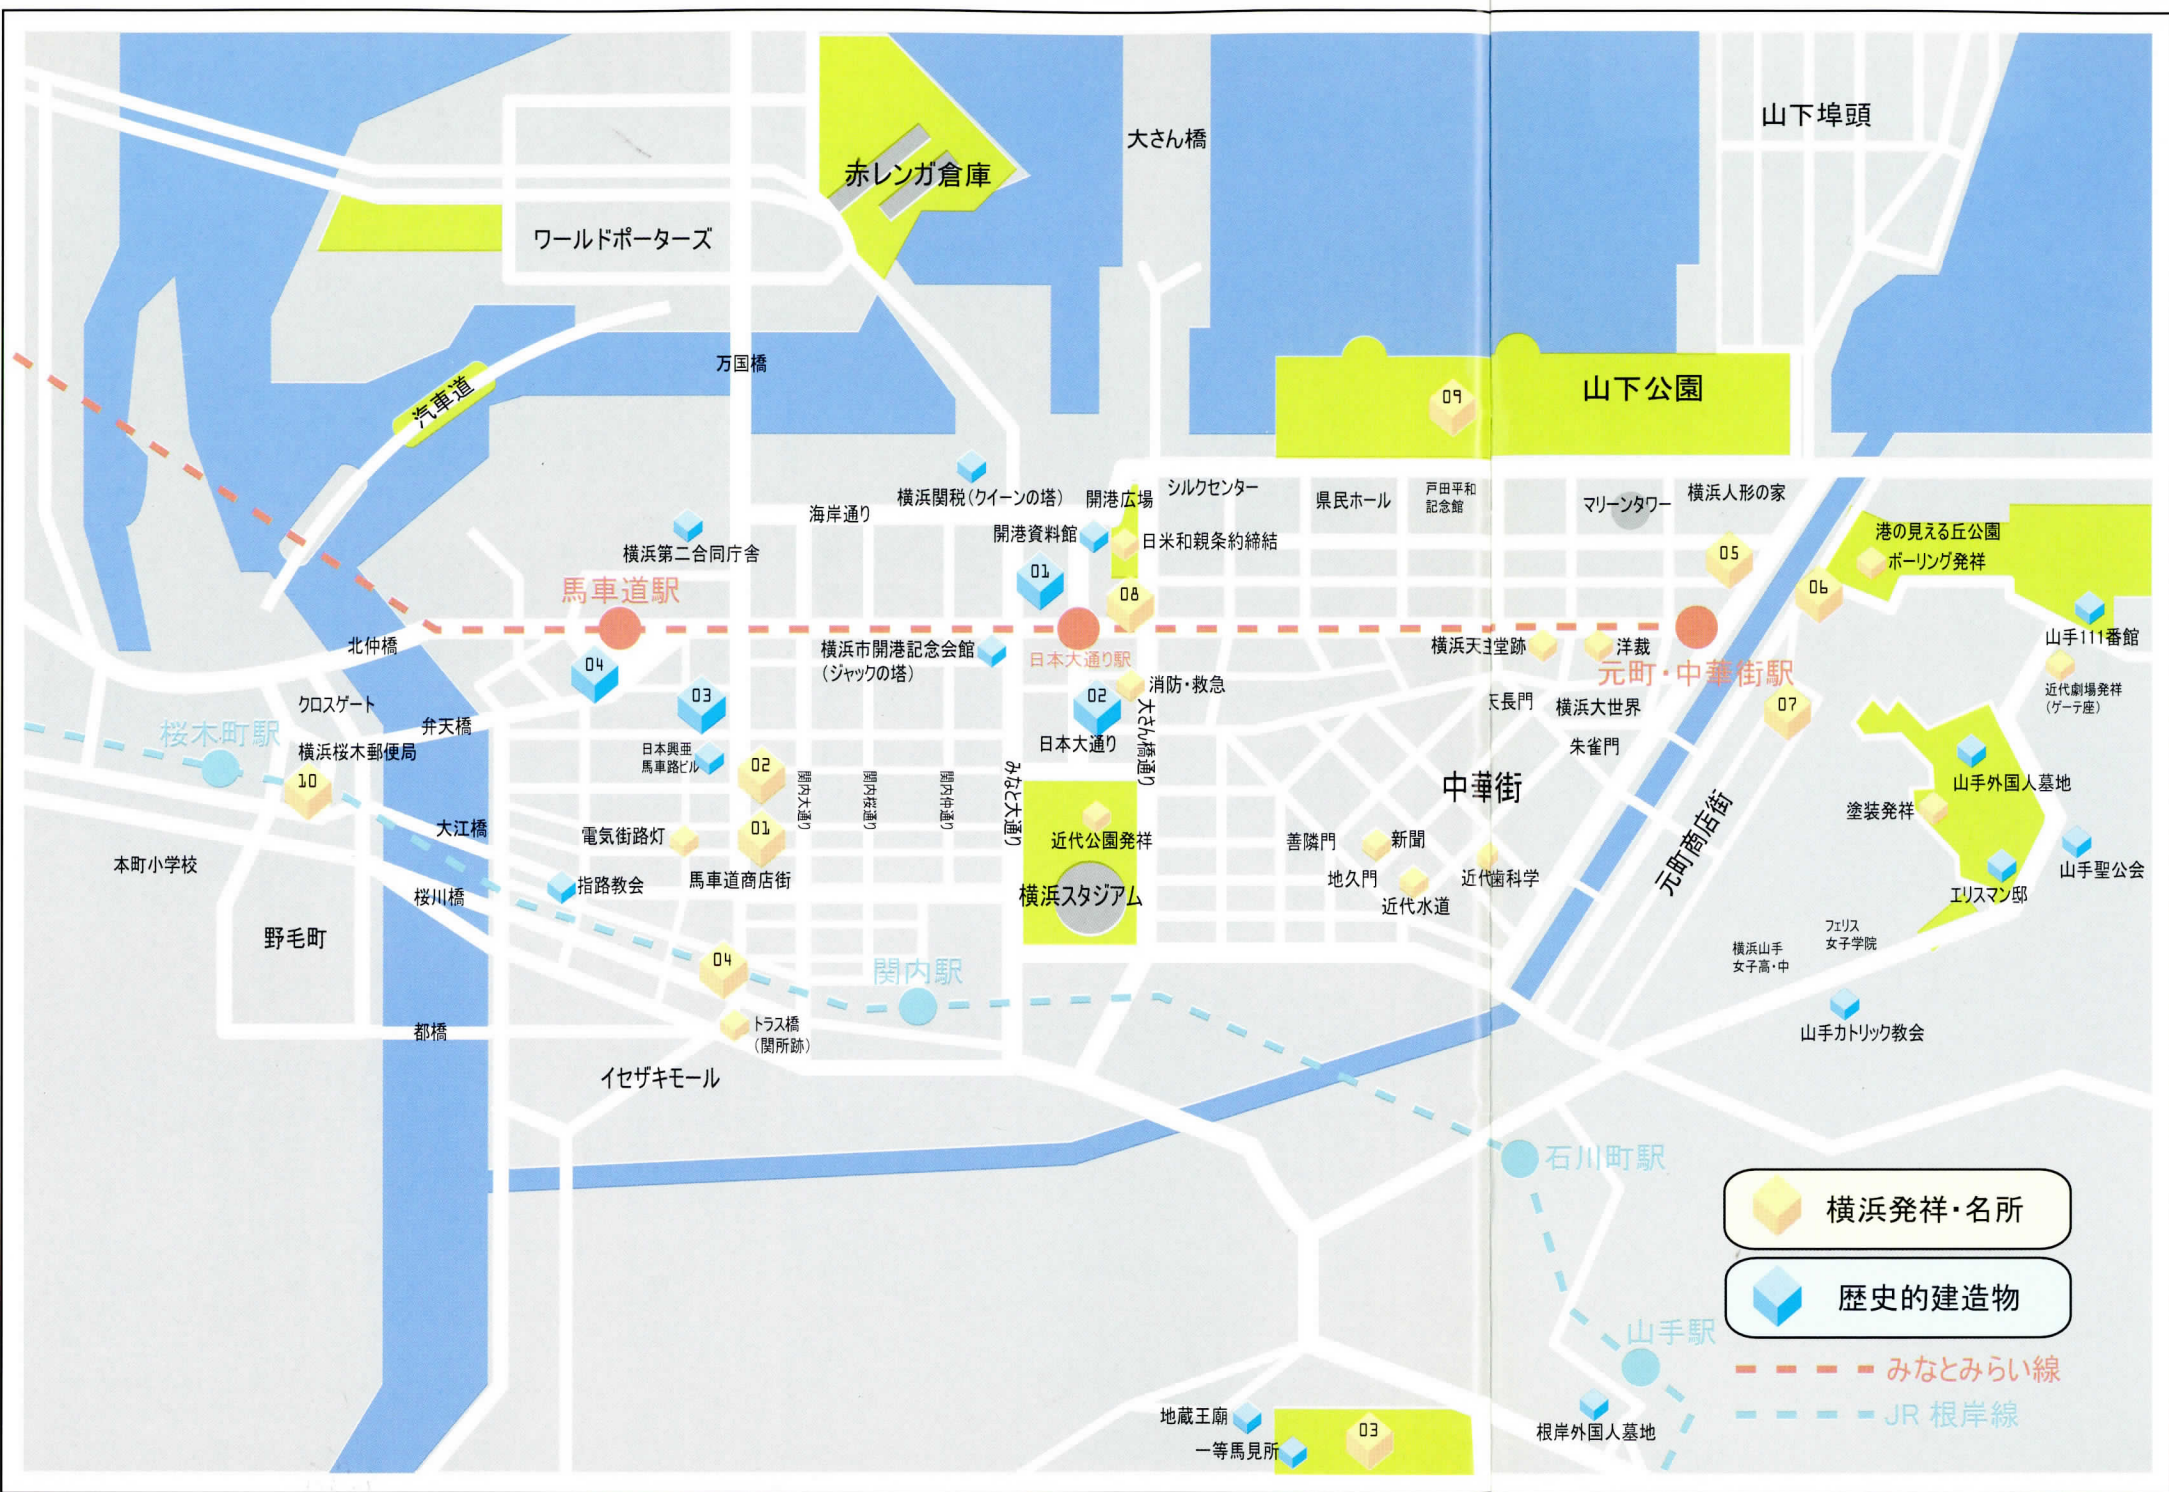 山下埠頭
大さん橋
赤レンガ倉庫
ワールドポーターズ
万国橋
汽車道
山下公園
09
横浜関税(クイーンの塔)
開港広場
シルクセンター
県民ホール
戸田平和
記念館
マリーンタワー
横浜人形の家
海岸通り
開港資料館
日米和親条約締結
横浜第二合同庁舎
港の見える丘公園
ボーリング発祥
馬車道駅
01
08
05
06
北仲橋
横浜市開港記念会館
(ジャックの塔)
日本大通り駅
横浜天主堂跡
洋裁
元町・中華街駅
山手111番館
近代劇場発祥
(ゲーテ座)
04
03
02
消防・救急
日本大通り
大さん橋通り
天長門
横浜大世界
朱雀門
07
クロスゲート
弁天橋
桜木町駅
横浜桜木郵便局
10
日本興亜
馬車路ビル
02
関内大通り
関内桜通り
関内仲通り
みなと大通り
中華街
元町商店街
山手外国人墓地
塗装発祥
大江橋
電気街路灯
01
馬車道商店街
近代公園発祥
横浜スタジアム
善隣門
新聞
地久門
近代水道
近代歯科学
山手聖公会
エリスマン邸
本町小学校
桜川橋
指路教会
野毛町
フェリス
女子学院
横浜山手
女子高・中
04
関内駅
都橋
トラス橋
(関所跡)
山手カトリック教会
イセザキモール
石川町駅
横浜発祥・名所
歴史的建造物
山手駅
みなとみらい線
JR 根岸線
地蔵王廟
一等馬見所
03
根岸外国人墓地